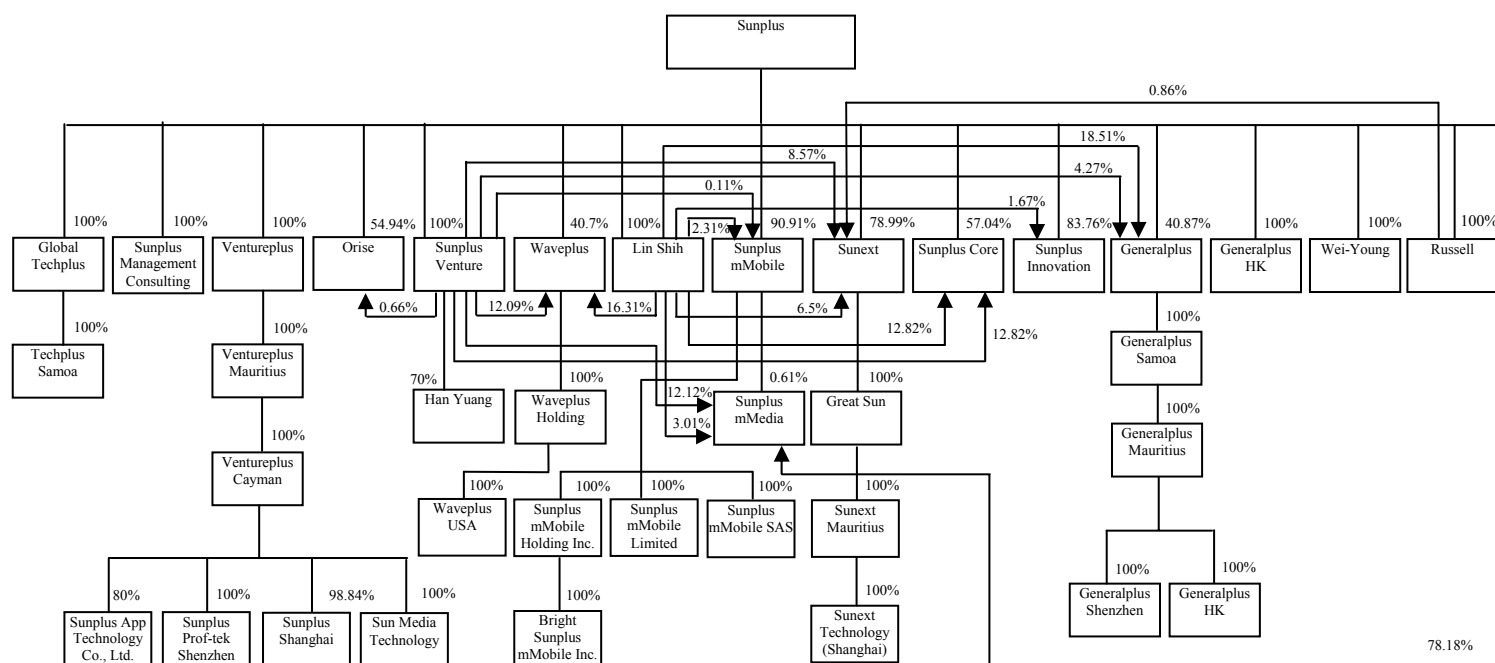 Sunplus
0.86%
18.51%
8.57%
4.27%
0.11%
1.67%
2.31%
100%
100%
100%
54.94%
100%
40.7%
100%
90.91%
78.99%
57.04%
83.76%
40.87%
100%
100%
100%
Global
Techplus
Sunplus
Management
Consulting
Ventureplus
Orise
Sunplus
Venture
Waveplus
Lin Shih
Sunplus
mMobile
Sunext
Sunplus Core
Sunplus
Innovation
Generalplus
Generalplus
HK
Wei-Young
Russell
0.66%
12.09%
16.31%
6.5%
12.82%
12.82%
100%
100%
100%
Techplus
Samoa
Ventureplus
Mauritius
Generalplus
Samoa
70%
100%
12.12%
0.61%
100%
Han Yuang
Waveplus
Holding
Sunplus
mMedia
Great Sun
3.01%
100%
100%
Ventureplus
Cayman
Generalplus
Mauritius
100%
100%
100%
100%
100%
Waveplus
USA
Sunplus
mMobile
Holding Inc.
Sunplus
mMobile
Limited
Sunplus
mMobile SAS
Sunext
Mauritius
100%
100%
80%
100%
98.84%
100%
100%
100%
Generalplus
Shenzhen
Generalplus
HK
Sunplus App
Technology
Co., Ltd.
Sunplus
Prof-tek
Shenzhen
Sunplus
Shanghai
Sun Media
Technology
Bright
Sunplus
mMobile Inc.
Sunext
Technology
(Shanghai)
78.18%